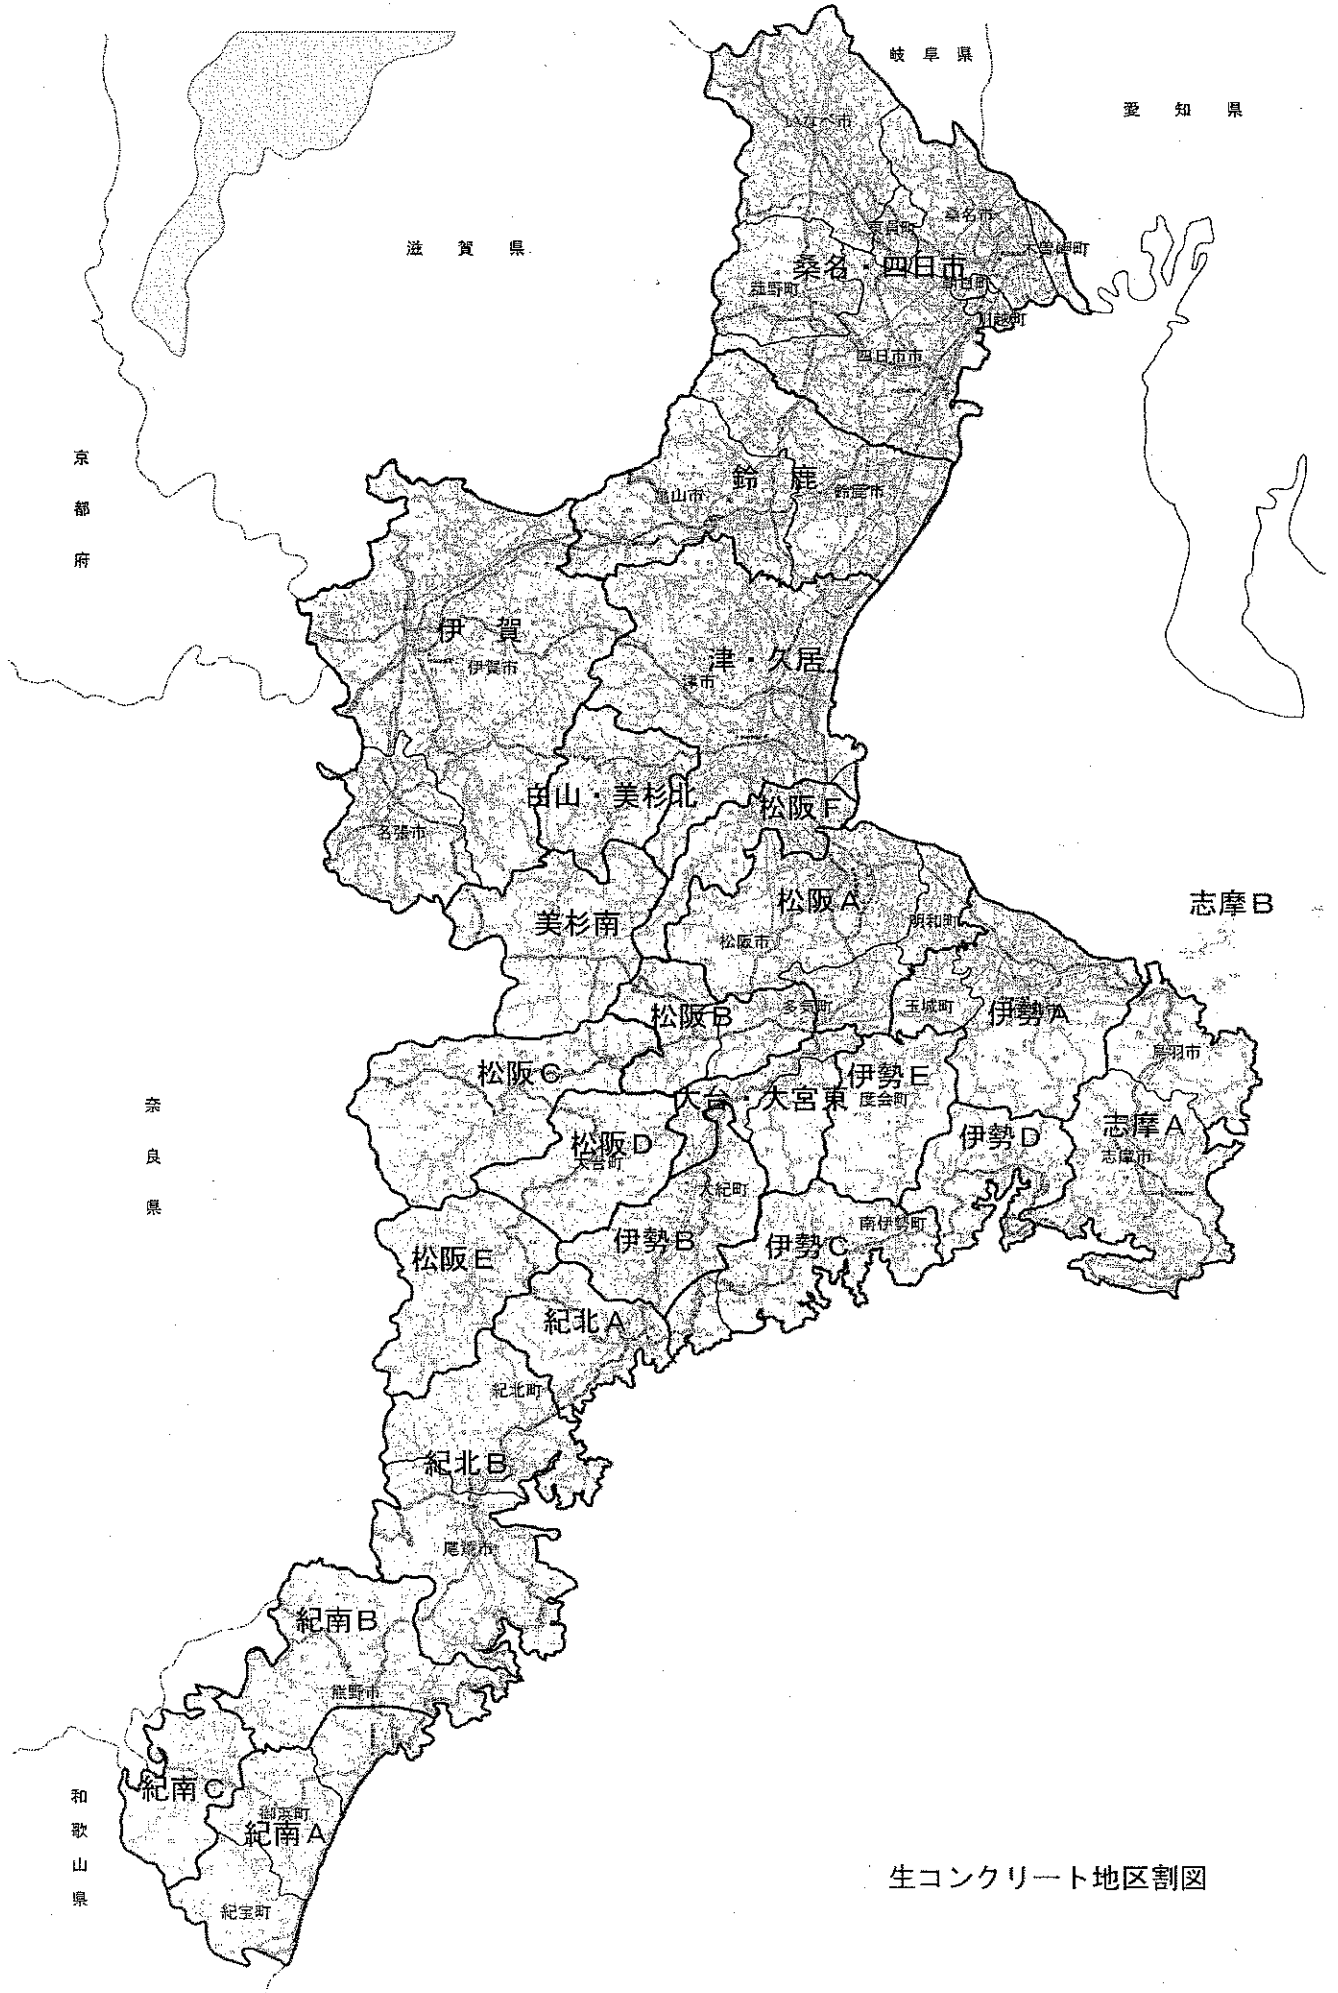 岐阜県
愛知県
いなべ市
桑名市
東員町
木曽岬町
滋賀県
桑名・四日市
朝日町
菰野町
川越町
四日市市
京都府
鈴鹿
亀山市
鈴鹿市
伊賀
伊賀市
津・久居
津市
白山・美杉北
松阪F
名張市
松阪A
志摩B
美杉南
明和町
松阪市
松阪B
多気町
玉城町
伊勢A
鳥羽市
松阪C
伊勢E
大台・大宮東
度会町
奈良県
松阪D
伊勢D
志摩A
大台町
志摩市
大紀町
南伊勢町
伊勢B
伊勢C
松阪E
紀北A
紀北町
紀北B
尾鷲市
紀南B
熊野市
紀南C
和歌山県
御浜町
紀南A
生コンクリート地区割図
紀宝町